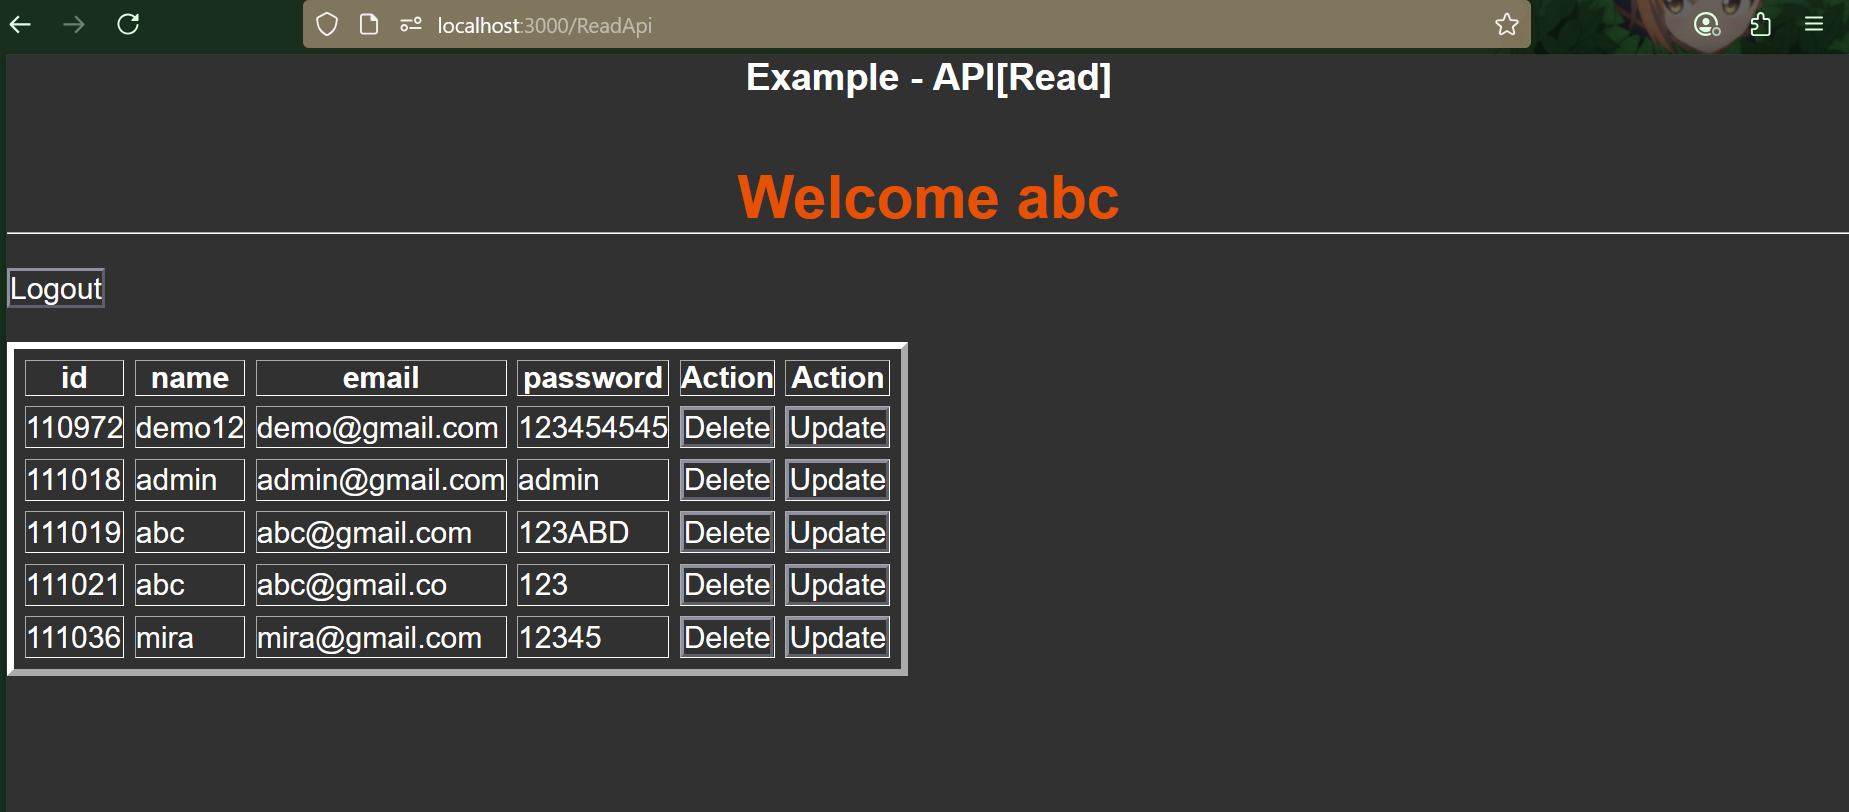 localhost:3000/ReadApi
Example - API[Read]
Welcome abc
Logout
id name email password Action Action
110972 demo12 demo@gmail.com 123454545 Delete Update
111018 admin admin@gmail.com admin Delete Update
111019 abc abc@gmail.com 123ABD Delete Update
111021 abc abc@gmail.co 123 Delete Update
111036 mira mira@gmail.com 12345 Delete Update